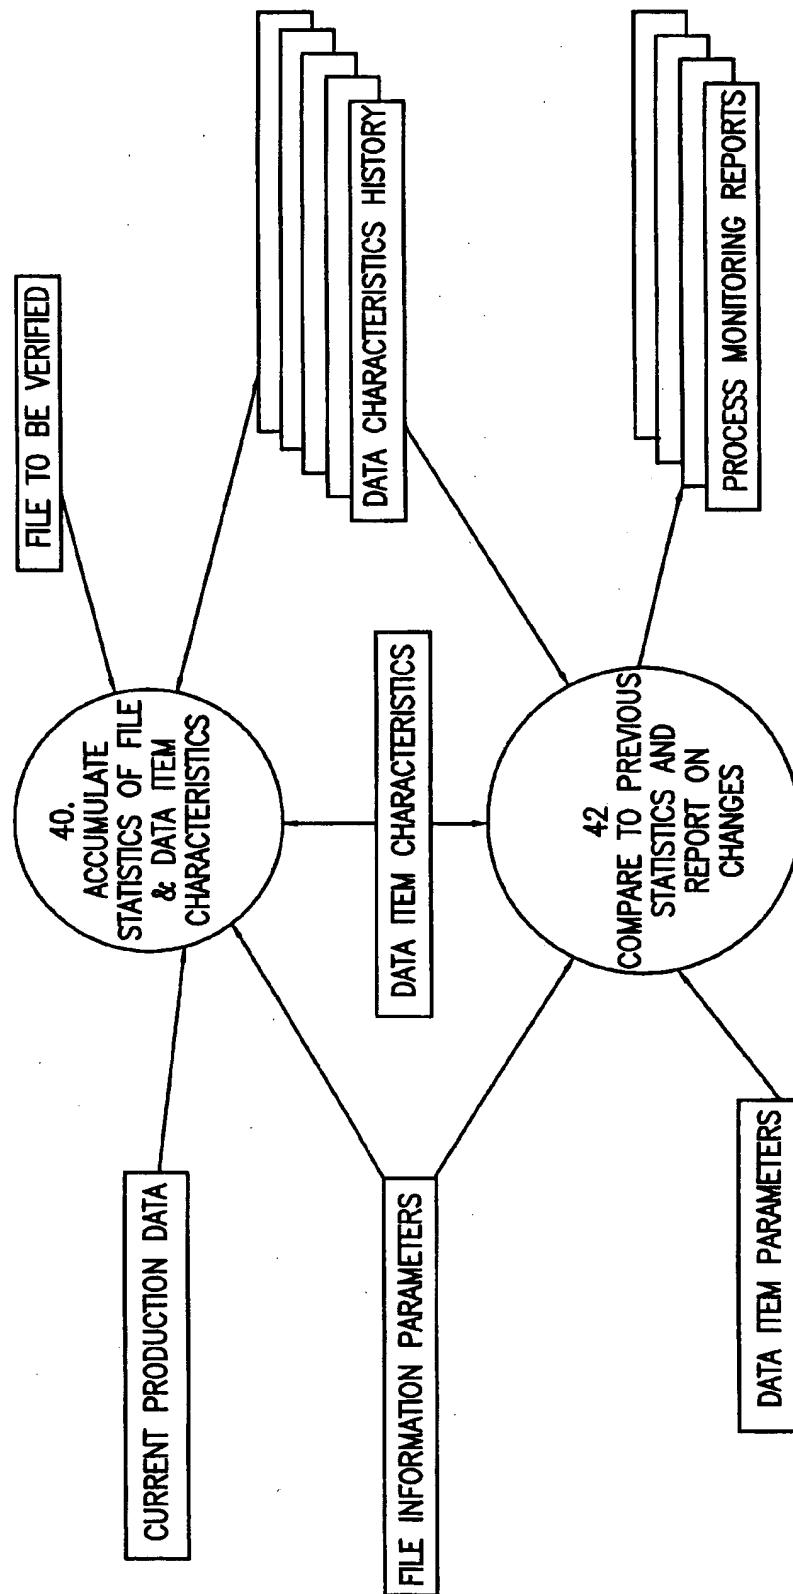 FILE TO BE VERIFIED
40.
ACCUMULATE
STATISTICS OF FILE
& DATA ITEM
CHARACTERISTICS
CURRENT PRODUCTION DATA
DATA CHARACTERISTICS HISTORY
DATA ITEM CHARACTERISTICS
FILE INFORMATION PARAMETERS
42
COMPARE TO PREVIOUS
STATISTICS AND
REPORT ON
CHANGES
PROCESS MONITORING REPORTS
DATA ITEM PARAMETERS